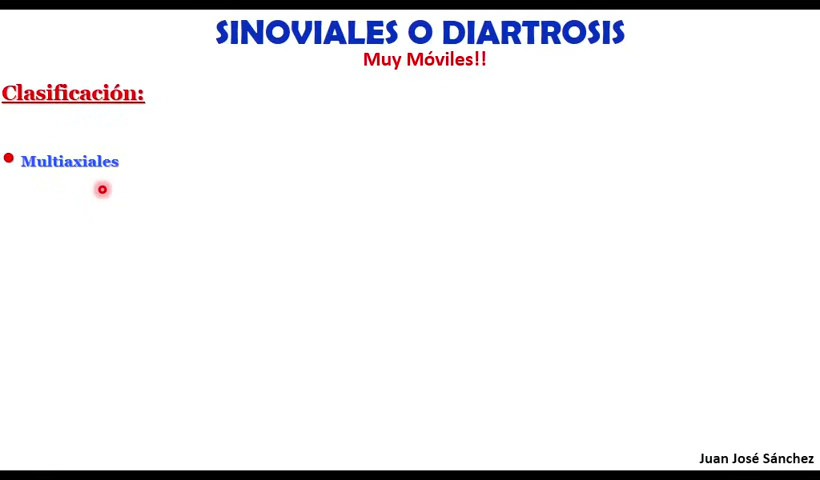 SINOVIALES O DIARTROSIS
Muy Móviles!!
Clasificación:
Multiaxiales
Juan José Sánchez